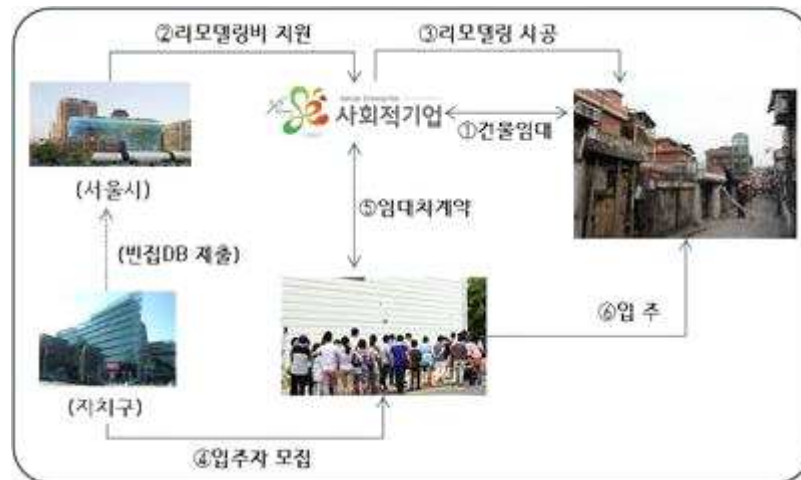 ②리모델링비 지원
③리모델링 시공
사회적기업
①건물임대
(서울시)
⑤임대차계약
(빈집DB 제출)
⑥입 주
(자치구)
④입주자 모집